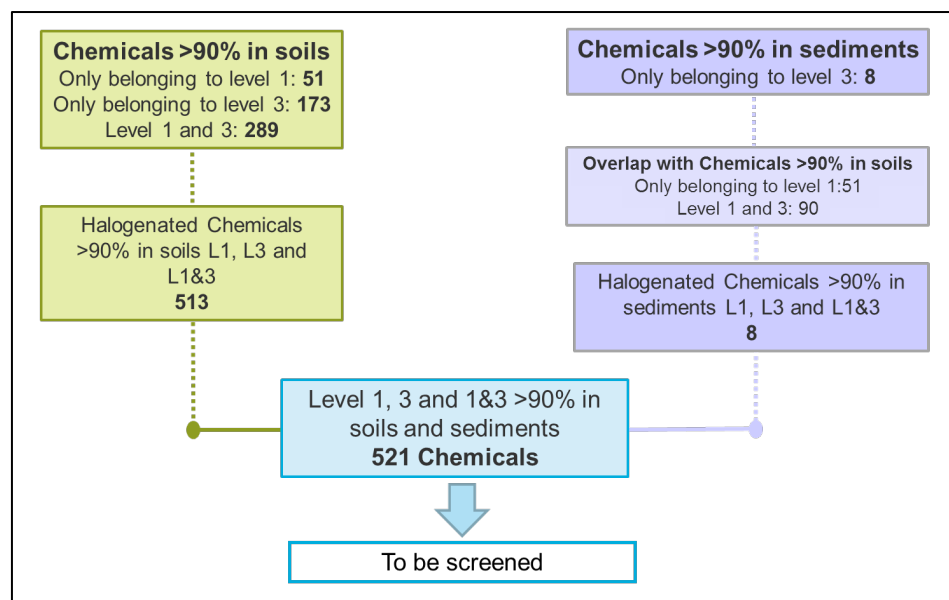 Chemicals >90% in soils
Only belonging to level 1: 51
Only belonging to level 3: 173
Level 1 and 3: 289
Halogenated Chemicals
>90% in soils L1, L3 and
L1&3
513
Chemicals >90% in sediments
Only belonging to level 3: 8
Overlap with Chemicals >90% in soils
Only belonging to level 1:51
Level 1 and 3: 90
Halogenated Chemicals >90% in
sediments L1, L3 and L1&3
8
Level 1, 3 and 1&3 >90% in
soils and sediments
521 Chemicals
To be screened